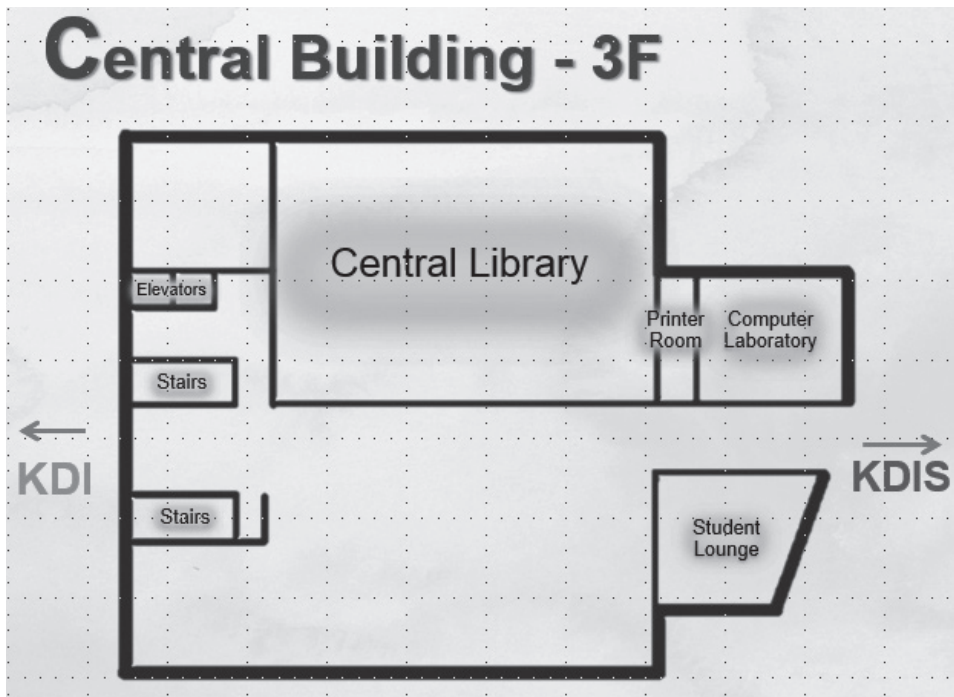 Central Building - 3F
Central Library
Elevators
Printer
Room
Computer
Laboratory
Stairs
KDI
KDIS
Stairs
Student
Lounge